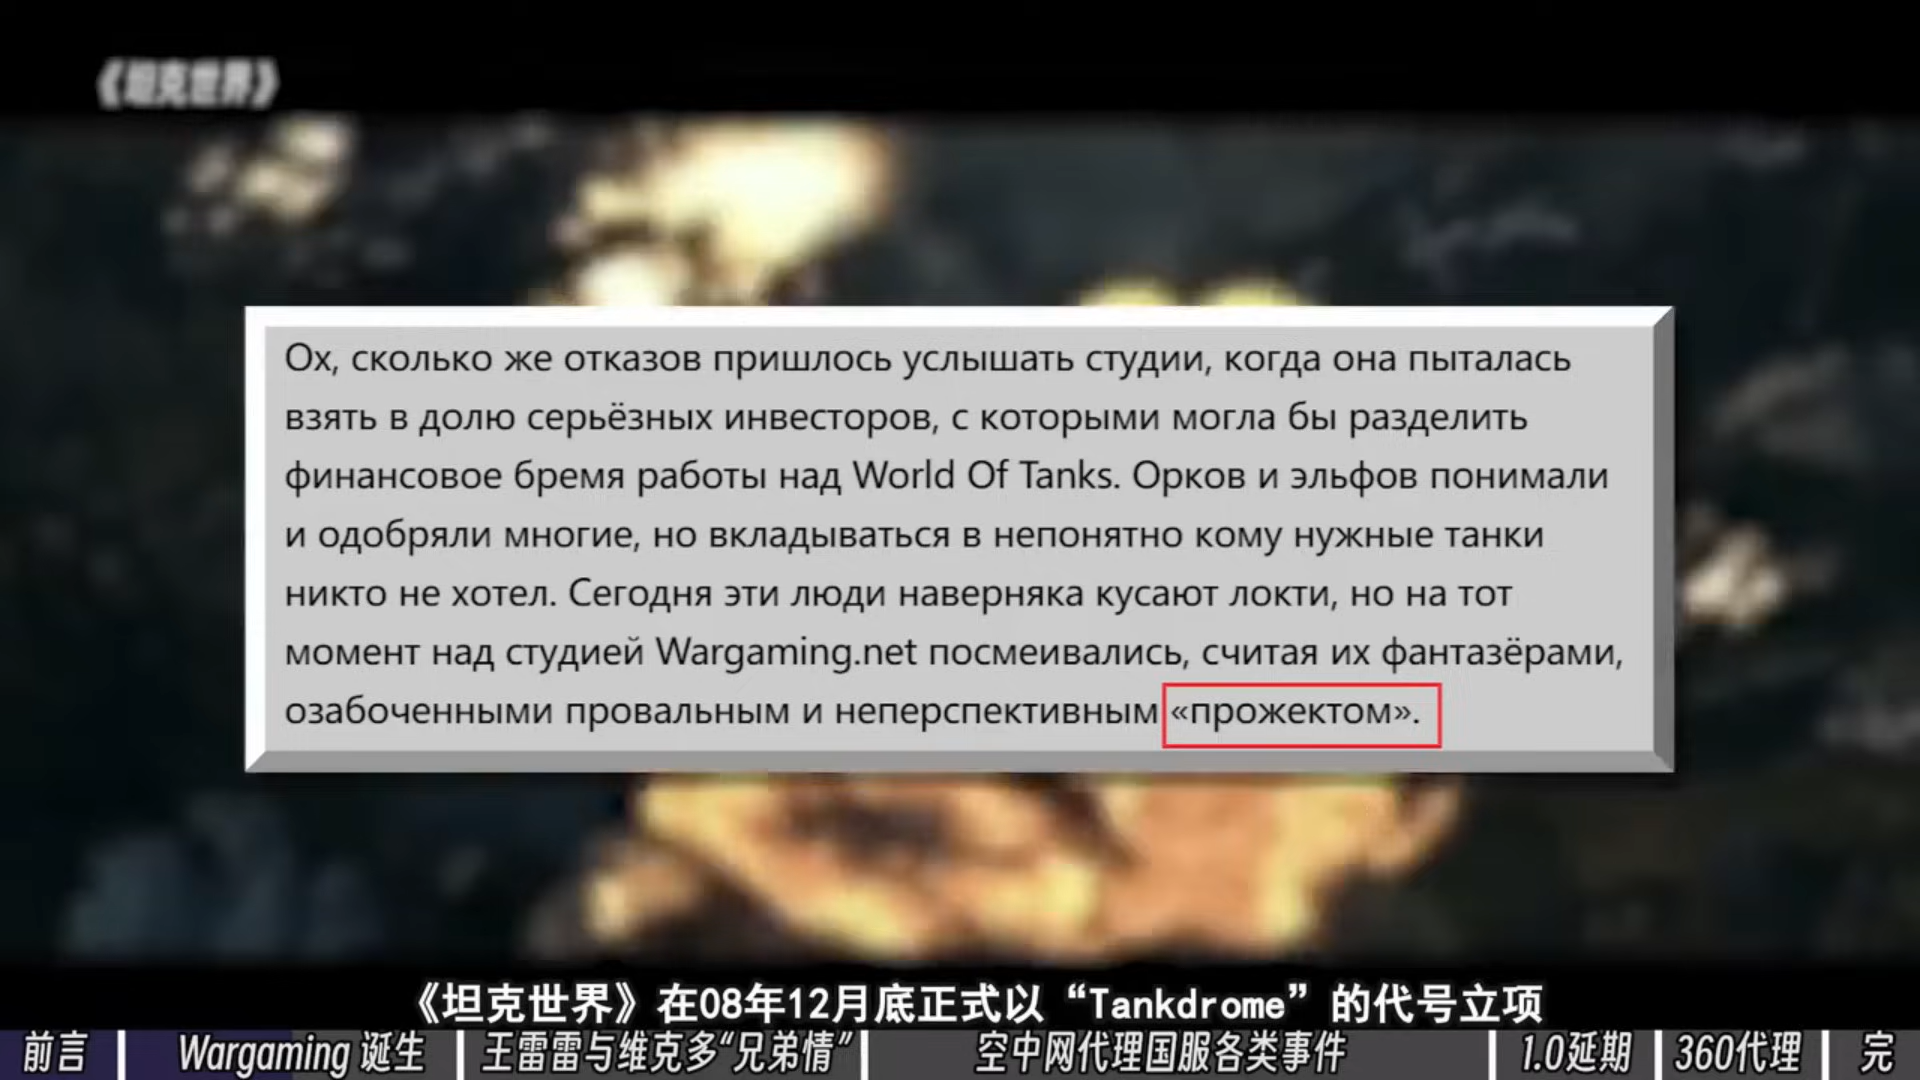 《坦克世界》
Ох, сколько же отказов пришлось услышать студии, когда она пыталась
взять в долю серьёзных инвесторов, с которыми могла бы разделить
финансовое бремя работы над World Of Tanks. Орков и эльфов понимали
и одобряли многие, но вкладываться в непонятно кому нужные танки
никто не хотел. Сегодня эти люди наверняка кусают локти, но на тот
момент над студией Wargaming.net посмеивались, считая их фантазёрами,
озабоченными провальным и неперспективным «прожектом».
《坦克世界》在08年12月底正式以“Tankdrome”的代号立项
前言 Wargaming 诞生 王雷雷与维克多“兄弟情” 空中网代理国服各类事件 1.0延期 360代理 完